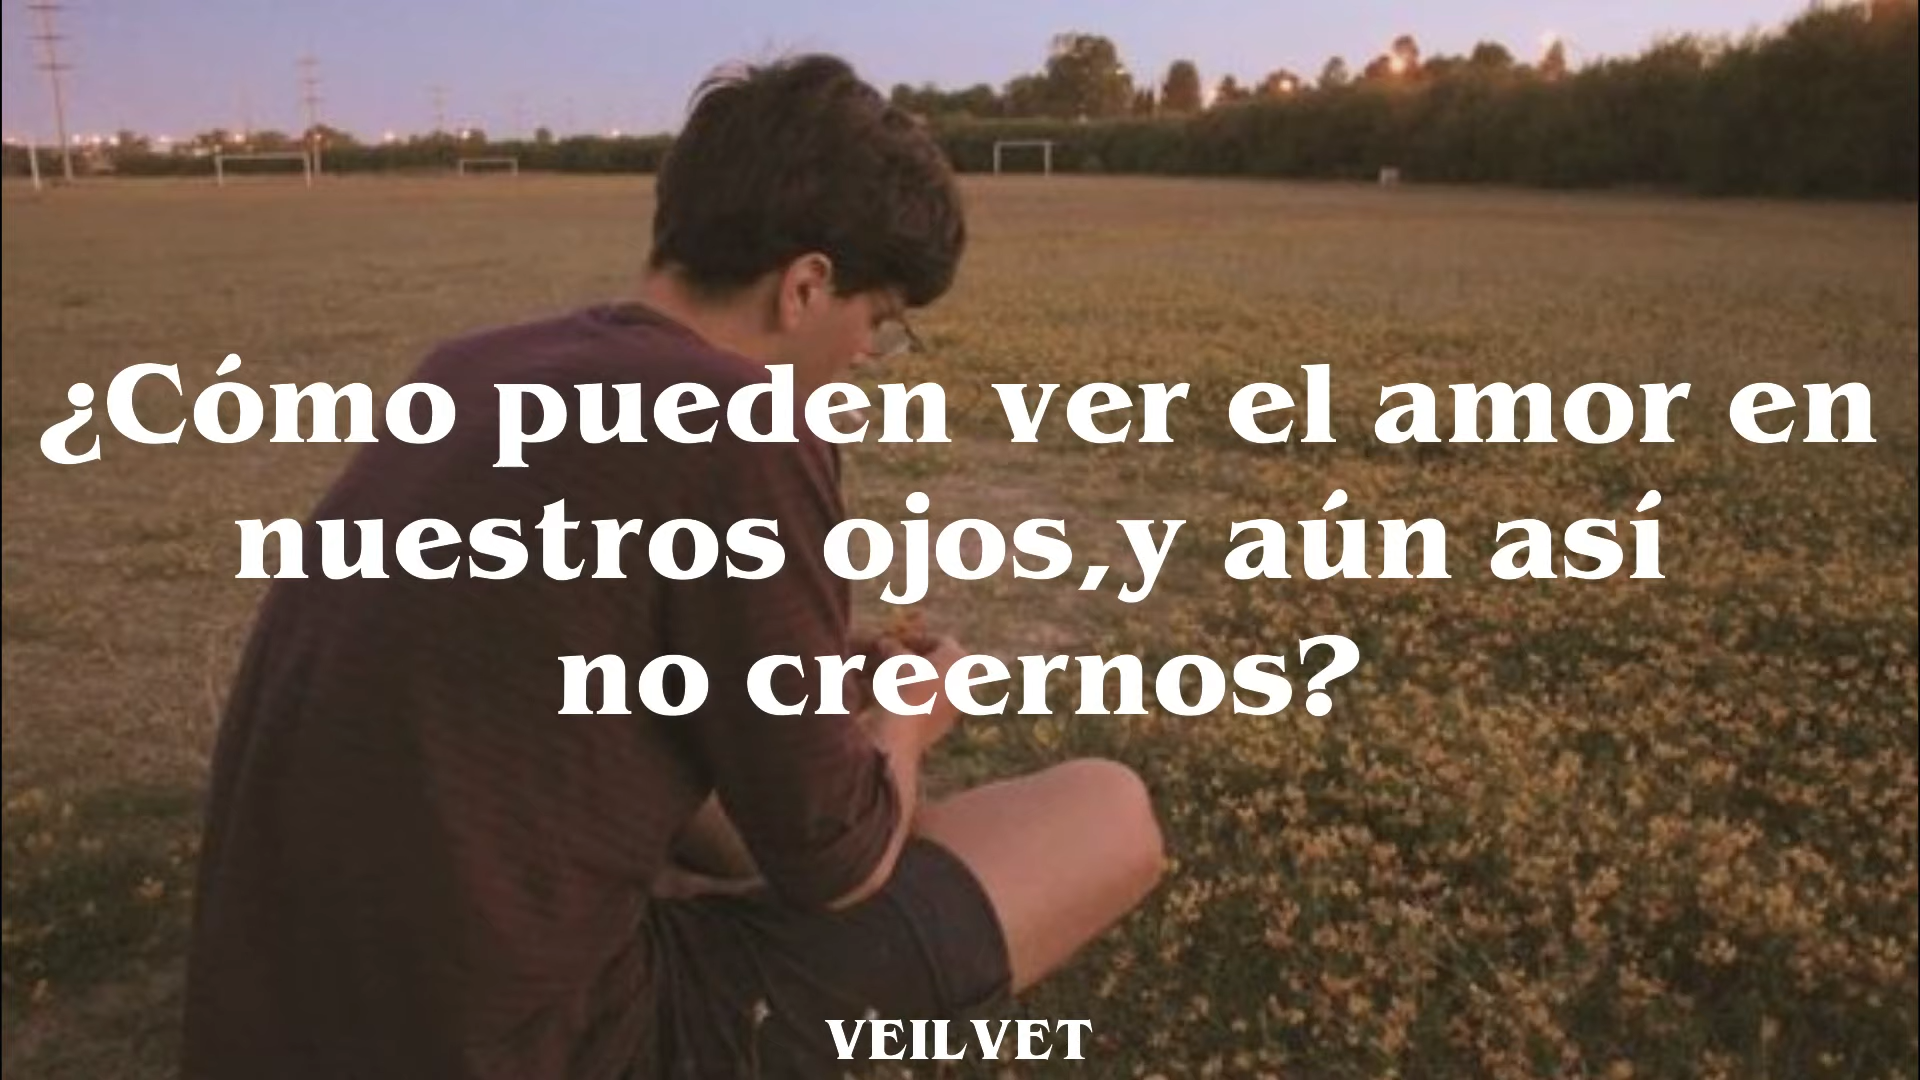 ¿Cómo pueden ver el amor en
nuestros ojos,y aún así
no creernos?
VEILVET